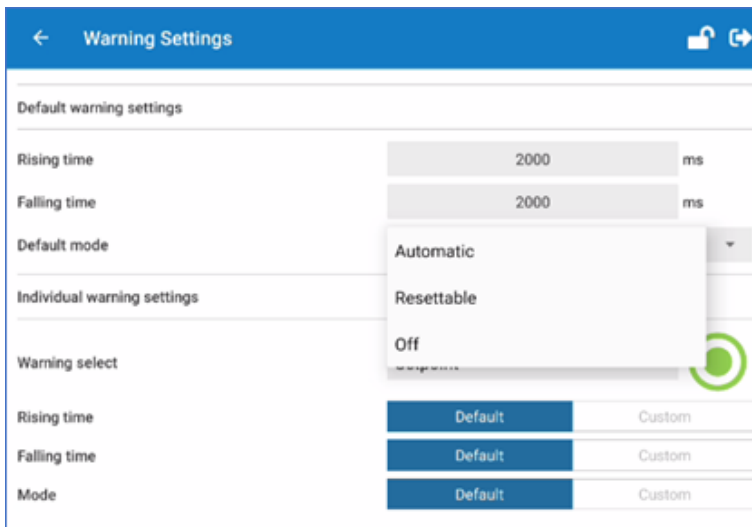 Warning Settings
Default warning settings
Rising time 2000 ms
Falling time 2000 ms
Default mode
Automatic
Resettable
Off
Individual warning settings
Warning select
Rising time Default Custom
Falling time Default Custom
Mode Default Custom